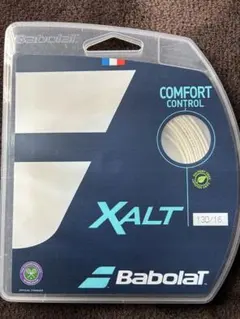 Babolat
COMFORT
CONTROL
XALT
130/16
Babolat